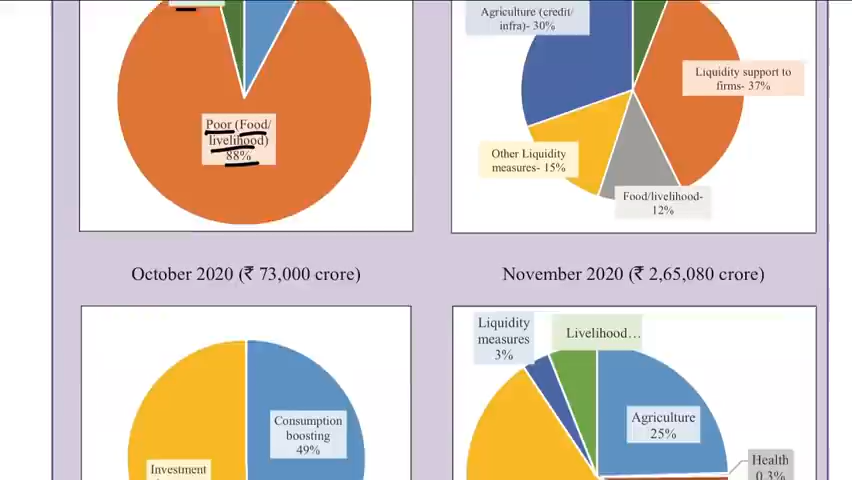 Agriculture (credit/
infra)- 30%
Liquidity support to
firms- 37%
Poor (Food/
livelihood)
88%
Other Liquidity
measures- 15%
Food/livelihood-
12%
October 2020 (₹ 73,000 crore)
November 2020 (₹ 2,65,080 crore)
Liquidity
measures
3%
Livelihood...
Consumption
boosting
49%
Agriculture
25%
Investment
Health
0.3%